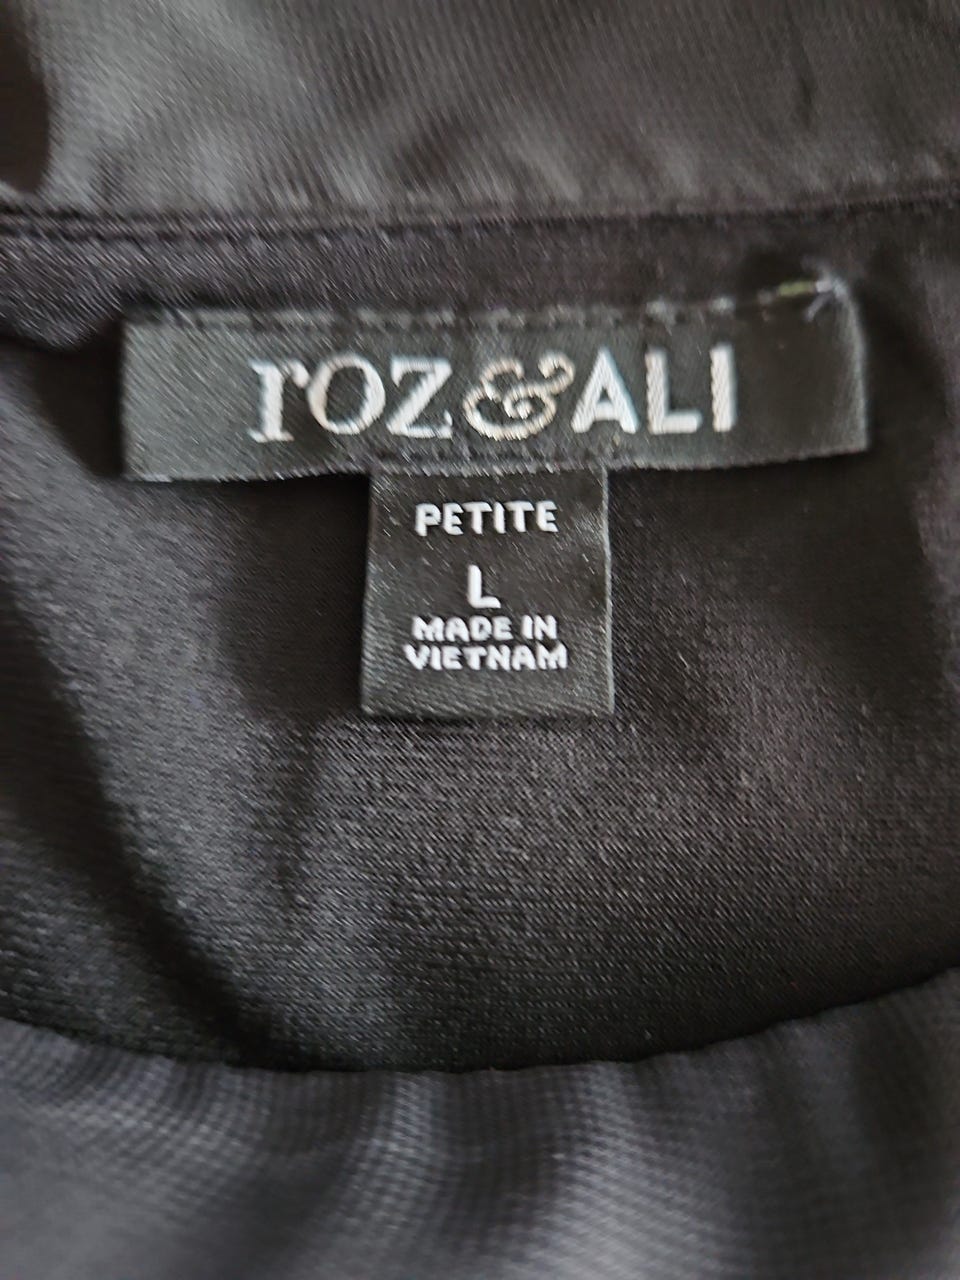 roz&ALI
PETITE
L
MADE IN
VIETNAM